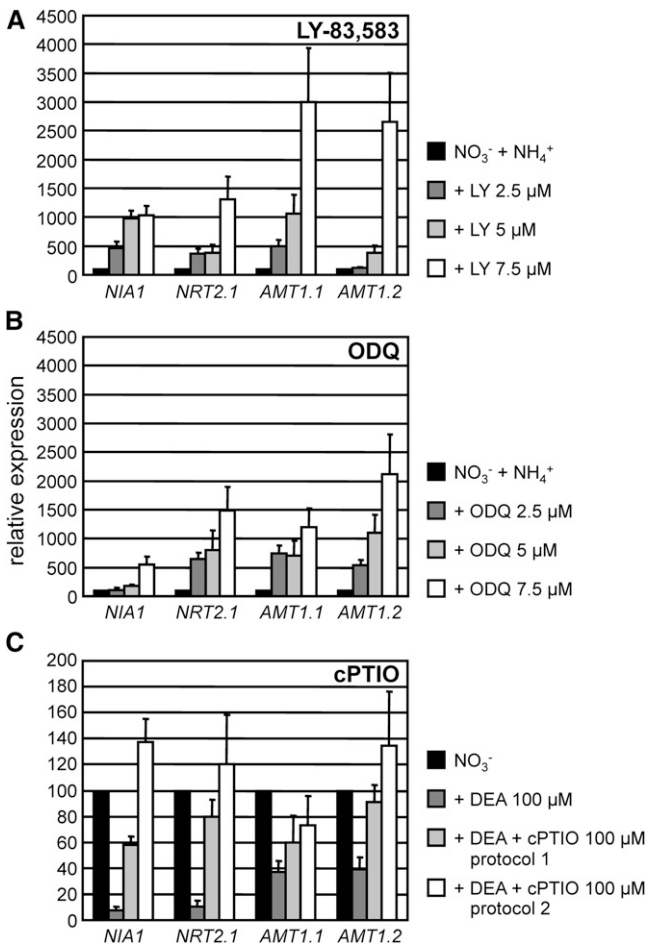 A
LY-83,583
4500
4000
3500
3000
2500
2000
1500
1000
500
0
NIA1 NRT2.1 AMT1.1 AMT1.2
NO₃⁻ + NH₄⁺
+ LY 2.5 µM
+ LY 5 µM
+ LY 7.5 µM
B
ODQ
relative expression
4500
4000
3500
3000
2500
2000
1500
1000
500
0
NIA1 NRT2.1 AMT1.1 AMT1.2
NO₃⁻ + NH₄⁺
+ ODQ 2.5 µM
+ ODQ 5 µM
+ ODQ 7.5 µM
C
cPTIO
200
180
160
140
120
100
80
60
40
20
0
NIA1 NRT2.1 AMT1.1 AMT1.2
NO₃⁻
+ DEA 100 µM
+ DEA + cPTIO 100 µM
protocol 1
+ DEA + cPTIO 100 µM
protocol 2